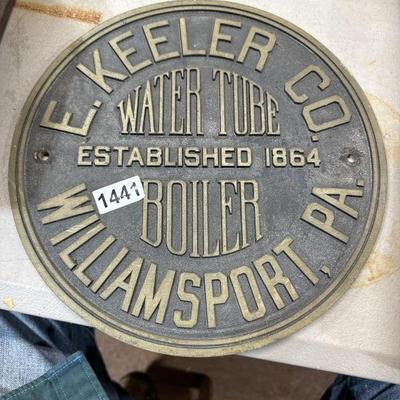 E. KEELER CO.
WATER TUBE
ESTABLISHED 1864
1441
BOILER
WILLIAMSPORT, PA.